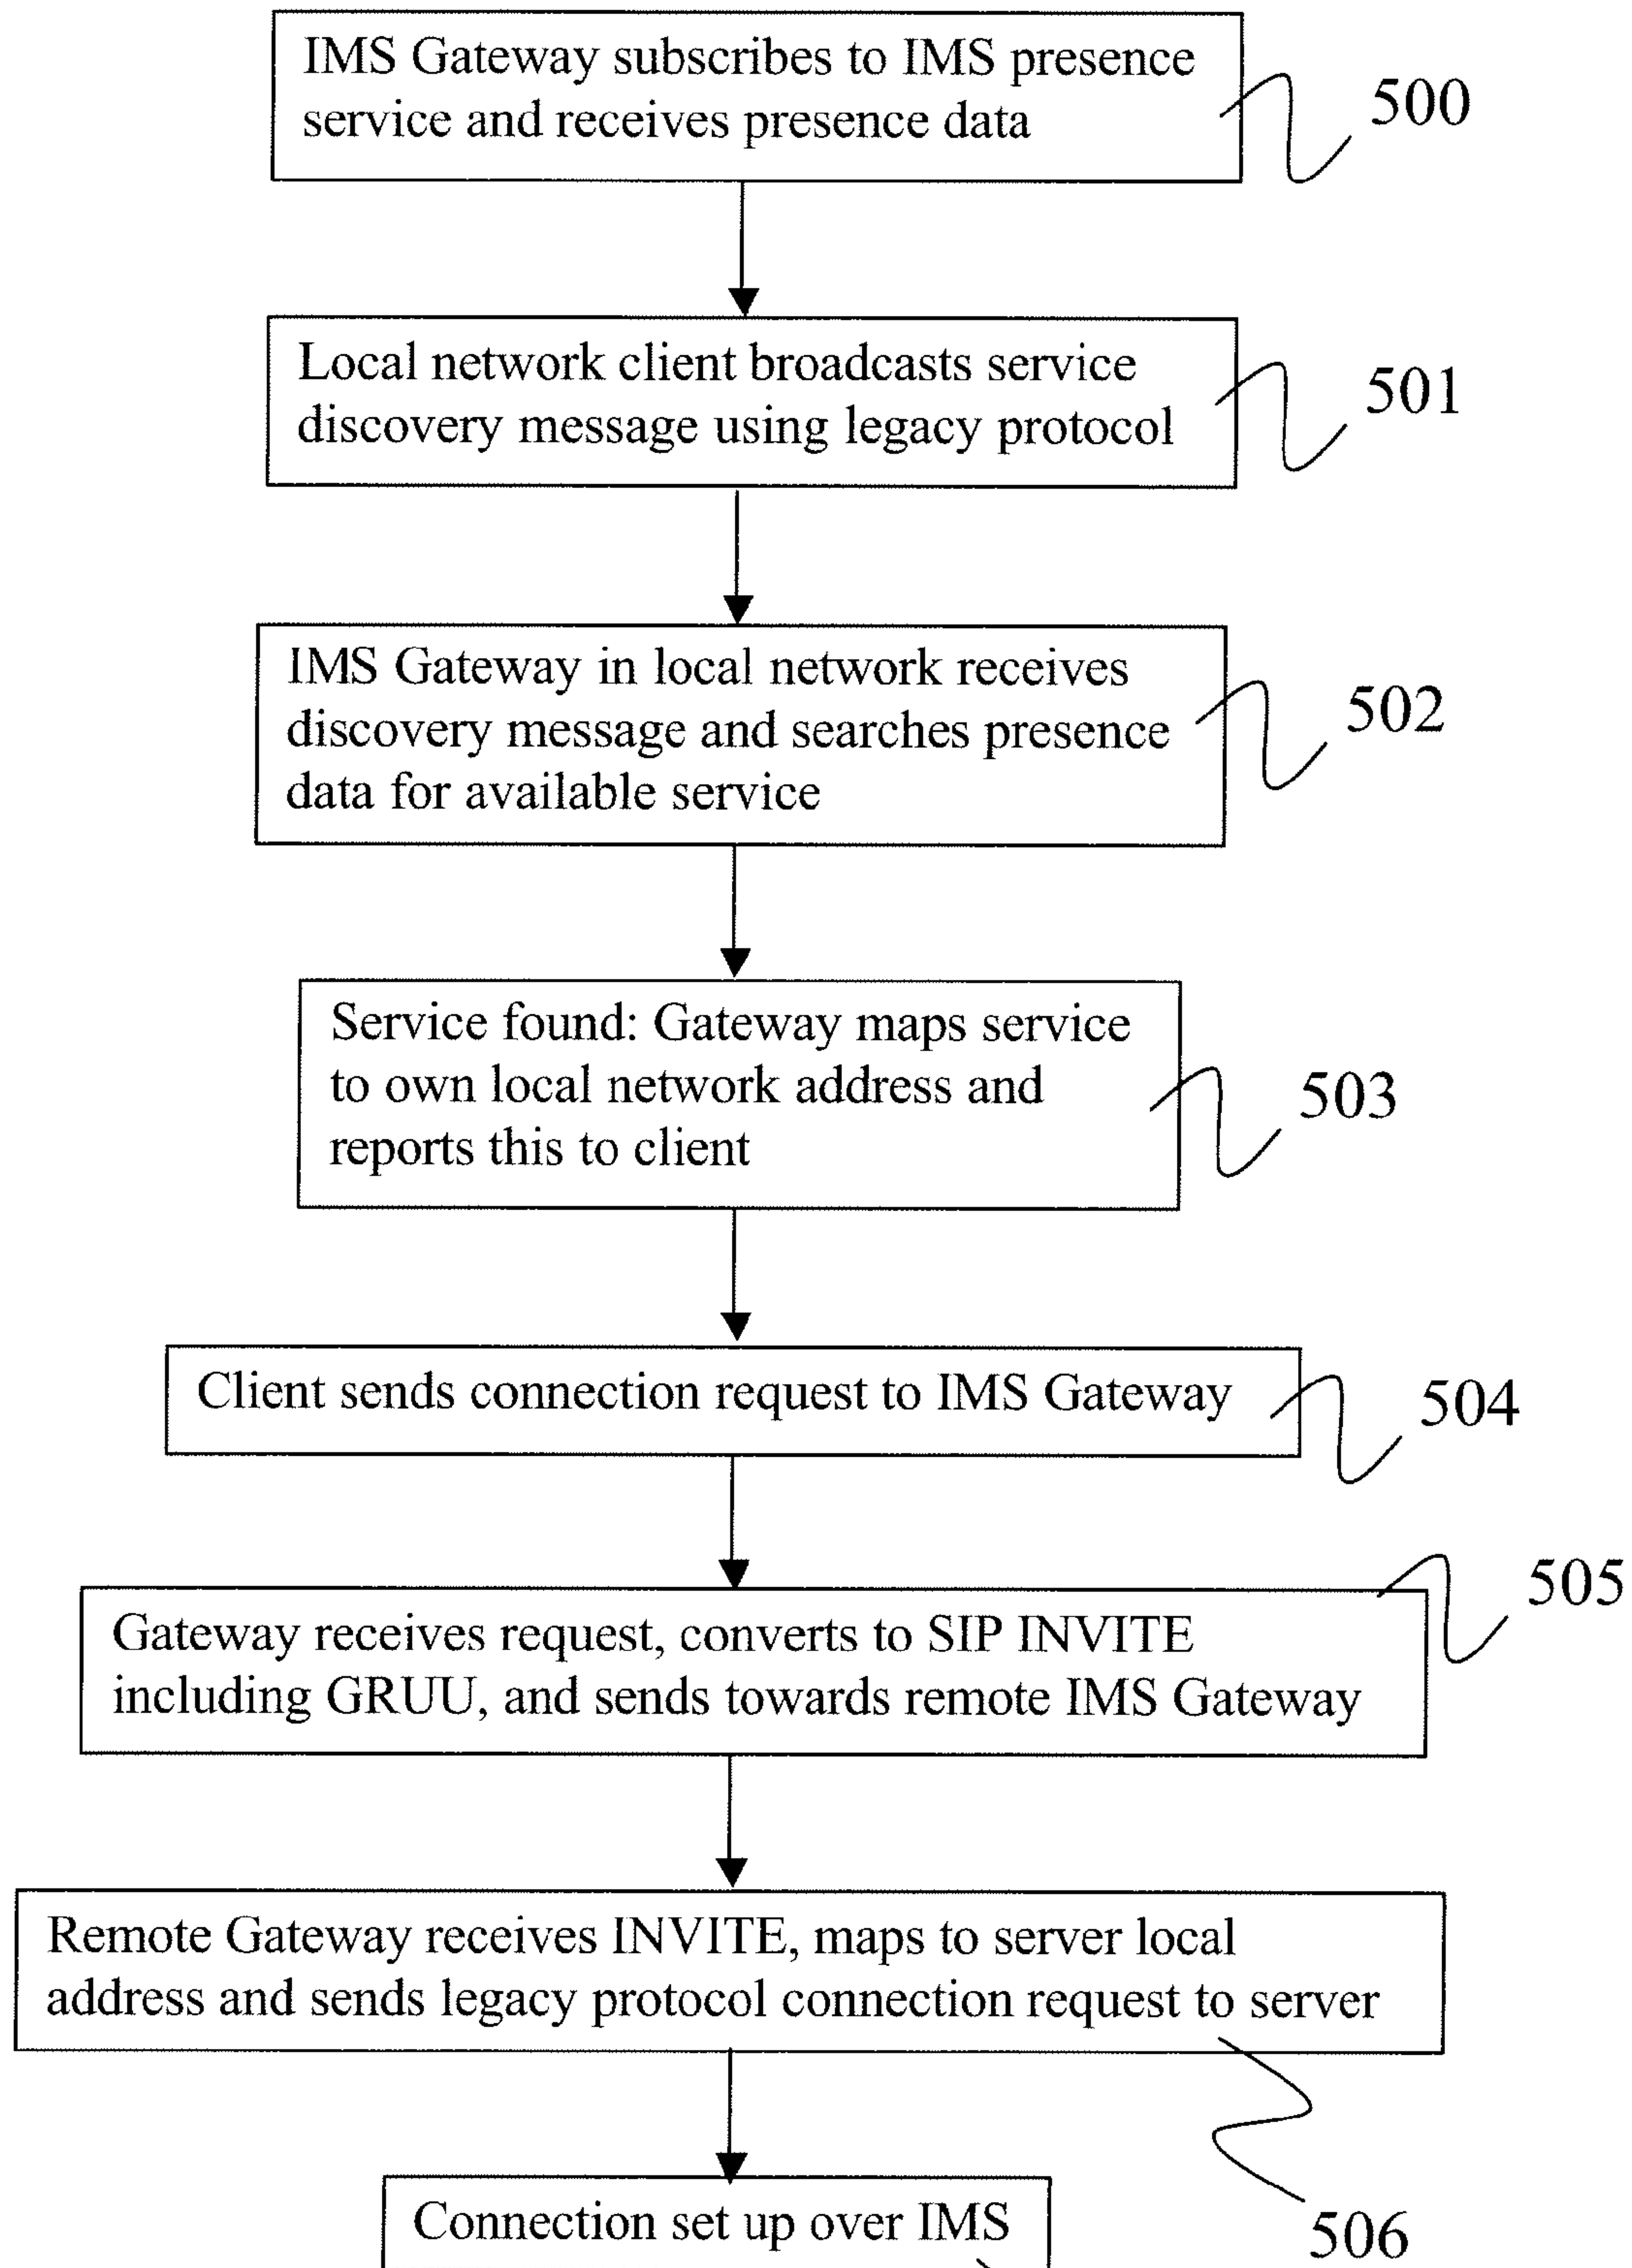 IMS Gateway subscribes to IMS presence
service and receives presence data
500
Local network client broadcasts service
discovery message using legacy protocol
501
IMS Gateway in local network receives
discovery message and searches presence
data for available service
502
Service found: Gateway maps service
to own local network address and
reports this to client
503
Client sends connection request to IMS Gateway
504
Gateway receives request, converts to SIP INVITE
including GRUU, and sends towards remote IMS Gateway
505
Remote Gateway receives INVITE, maps to server local
address and sends legacy protocol connection request to server
506
Connection set up over IMS